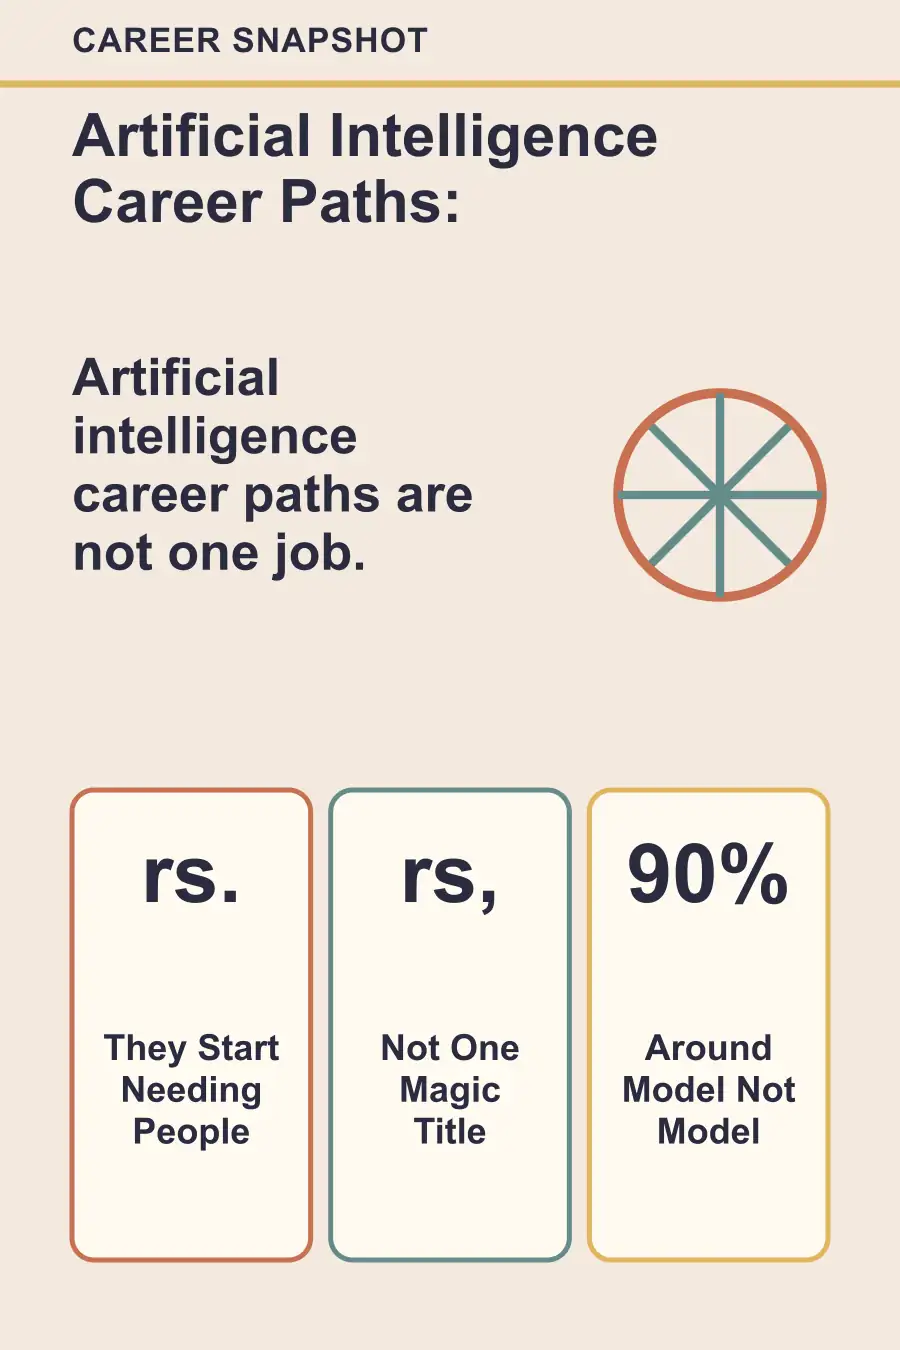 CAREER SNAPSHOT
Artificial Intelligence
Career Paths:
Artificial
intelligence
career paths are
not one job.
rs.
They Start
Needing
People
rs,
Not One
Magic
Title
90%
Around
Model Not
Model